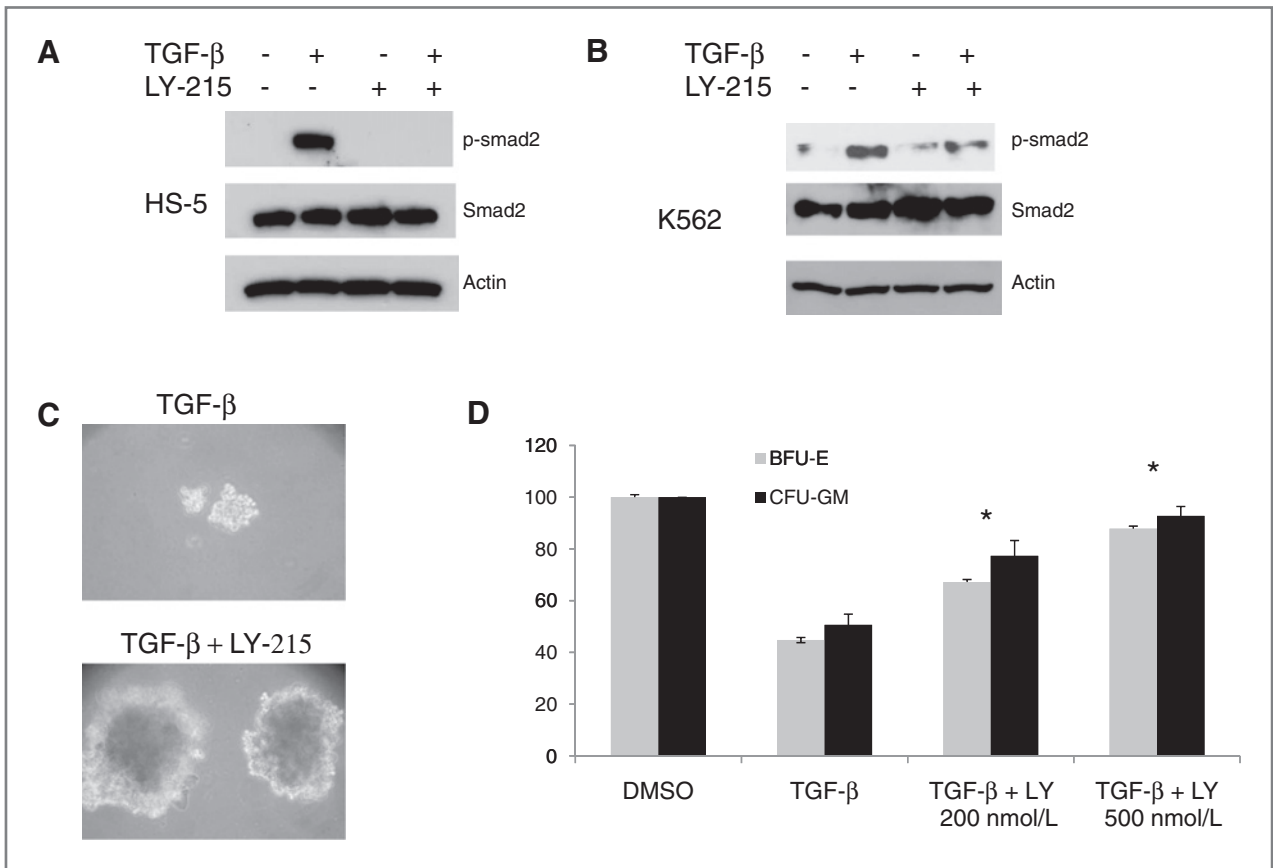 A
TGF-β - + - +
LY-215 - - + +
p-smad2
HS-5
Smad2
Actin
B
TGF-β - + - +
LY-215 - - + +
p-smad2
K562
Smad2
Actin
C
TGF-β
TGF-β + LY-215
D
120
100
80
60
40
20
0
BFU-E
CFU-GM
*
*
DMSO
TGF-β
TGF-β + LY
200 nmol/L
TGF-β + LY
500 nmol/L